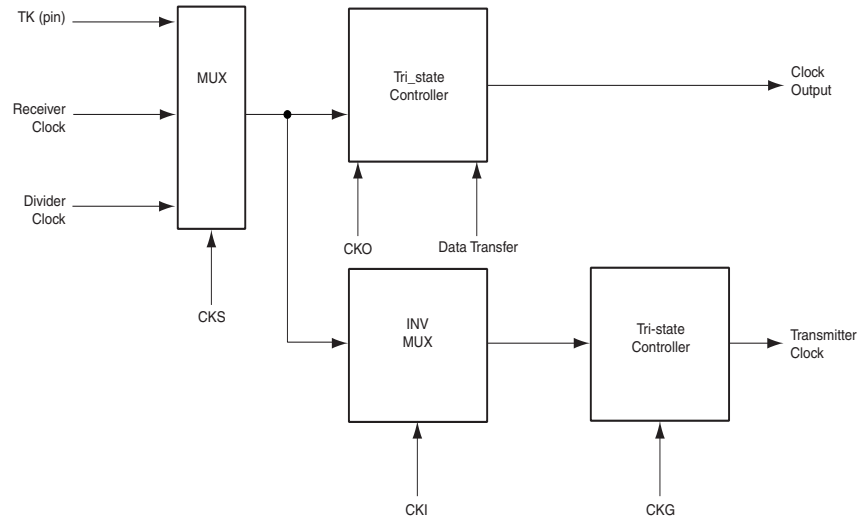 TK (pin)
MUX
Tri_state
Controller
Clock
Output
Receiver
Clock
Divider
Clock
CKO
Data Transfer
CKS
INV
MUX
Tri-state
Controller
Transmitter
Clock
CKI
CKG